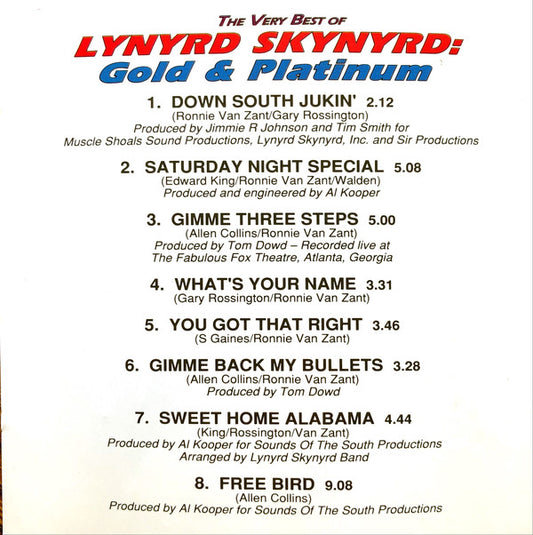 THE VERY BEST OF
LYNYRD SKYNYRD:
Gold & Platinum
1. DOWN SOUTH JUKIN' 2.12
(Ronnie Van Zant/Gary Rossington)
Produced by Jimmie R Johnson and Tim Smith for
Muscle Shoals Sound Productions, Lynyrd Skynyrd, Inc. and Sir Productions
2. SATURDAY NIGHT SPECIAL 5.08
(Edward King/Ronnie Van Zant/Walden)
Produced and engineered by Al Kooper
3. GIMME THREE STEPS 5.00
(Allen Collins/Ronnie Van Zant)
Produced by Tom Dowd – Recorded live at
The Fabulous Fox Theatre, Atlanta, Georgia
4. WHAT'S YOUR NAME 3.31
(Gary Rossington/Ronnie Van Zant)
5. YOU GOT THAT RIGHT 3.46
(S Gaines/Ronnie Van Zant)
6. GIMME BACK MY BULLETS 3.28
(Allen Collins/Ronnie Van Zant)
Produced by Tom Dowd
7. SWEET HOME ALABAMA 4.44
(King/Rossington/Van Zant)
Produced by Al Kooper for Sounds Of The South Productions
Arranged by Lynyrd Skynyrd Band
8. FREE BIRD 9.08
(Allen Collins)
Produced by Al Kooper for Sounds Of The South Productions